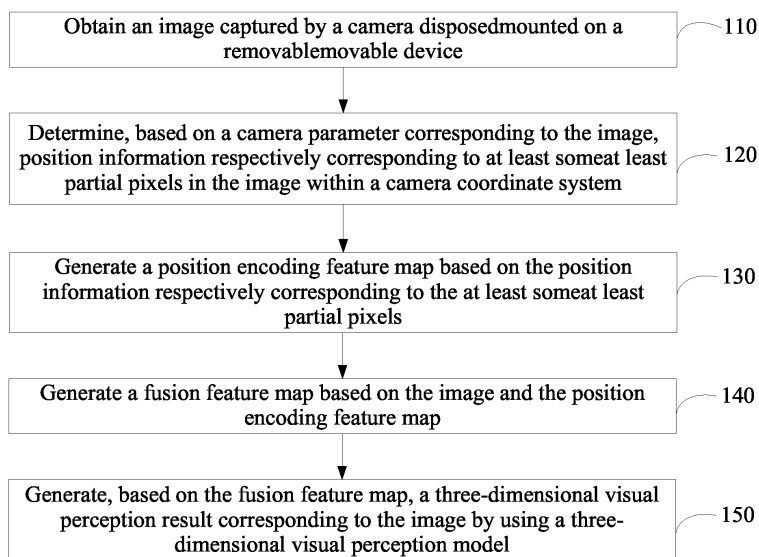 Obtain an image captured by a camera disposedmounted on a
removablemovable device
110
Determine, based on a camera parameter corresponding to the image,
position information respectively corresponding to at least someat least
partial pixels in the image within a camera coordinate system
120
Generate a position encoding feature map based on the position
information respectively corresponding to the at least someat least
partial pixels
130
Generate a fusion feature map based on the image and the position
encoding feature map
140
Generate, based on the fusion feature map, a three-dimensional visual
perception result corresponding to the image by using a three-
dimensional visual perception model
150